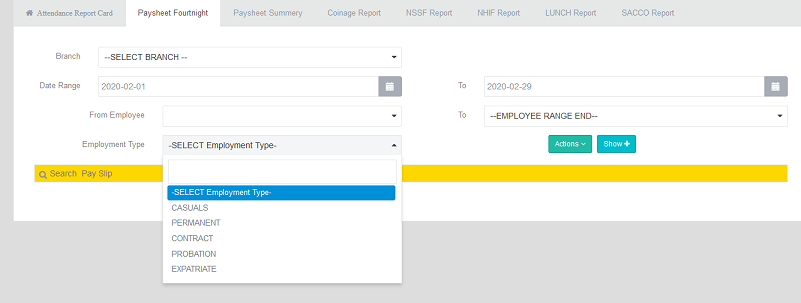 Attendance Report Card Paysheet Fourtnight Paysheet Summery Coinage Report NSSF Report NHIF Report LUNCH Report SACCO Report
Branch --SELECT BRANCH --
Date Range 2020-02-01 To 2020-02-29
From Employee To --EMPLOYEE RANGE END--
Employment Type -SELECT Employment Type- Actions Show
Search Pay Slip
-SELECT Employment Type-
CASUALS
PERMANENT
CONTRACT
PROBATION
EXPATRIATE